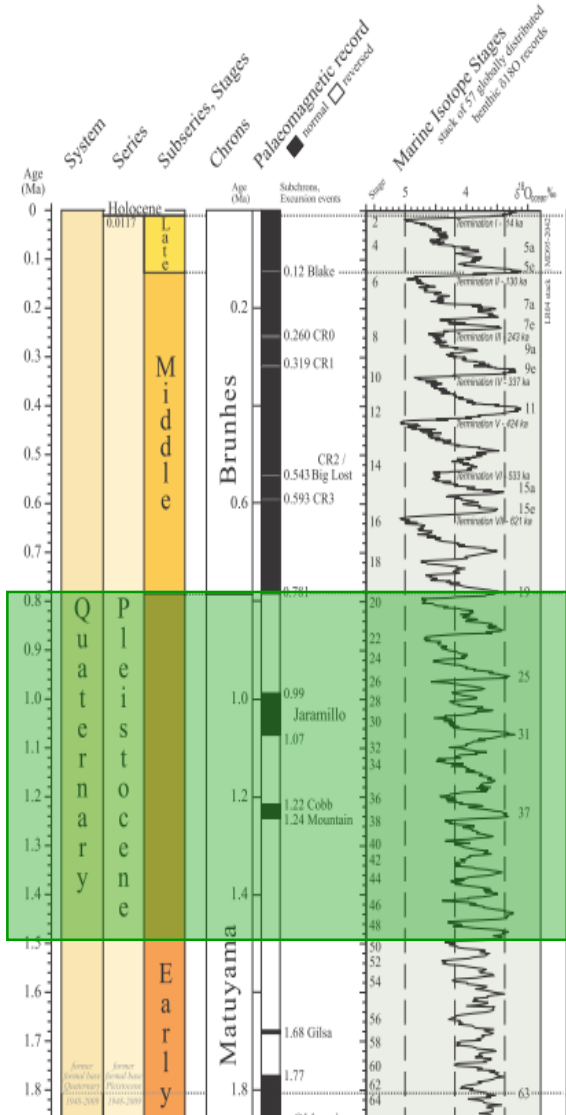 System
Series
Subseries, Stages
Chrons
Palaeomagnetic record
normal reversed
Marine Isotope Stages
stack of 57 globally distributed
benthic δ18O records
Age
(Ma)
Age
(Ma)
Subchrons,
Excursion events
Stage
5
4
0
0.1
0.2
0.3
0.4
0.5
0.6
0.7
0.8
0.9
1.0
1.1
1.2
1.3
1.4
1.5
1.6
1.7
1.8
Quaternary
Pleistocene
Holocene
0.0117
Late
Middle
Early
former
formal base
Quaternary
1948-2009
former
formal base
Pleistocene
1948-2009
Brunhes
Matuyama
0.2
0.6
1.0
1.2
1.4
1.8
0.12 Blake
0.260 CR0
0.319 CR1
CR2 /
0.543 Big Lost
0.593 CR3
0.781
0.99
Jaramillo
1.07
1.22 Cobb
1.24 Mountain
1.68 Gilsa
1.77
2
4
6
8
10
12
14
16
18
20
22
24
26
28
30
32
34
36
38
40
42
44
46
48
50
52
54
56
58
60
62
64
Termination I - 14 ka
5a
5e
Termination II - 130 ka
7a
7e
Termination III - 243 ka
9a
9e
Termination IV - 337 ka
11
Termination V - 424 ka
Termination VI - 533 ka
15a
15e
Termination VII - 621 ka
19
25
31
37
63
MD95-2042
LR04 stack